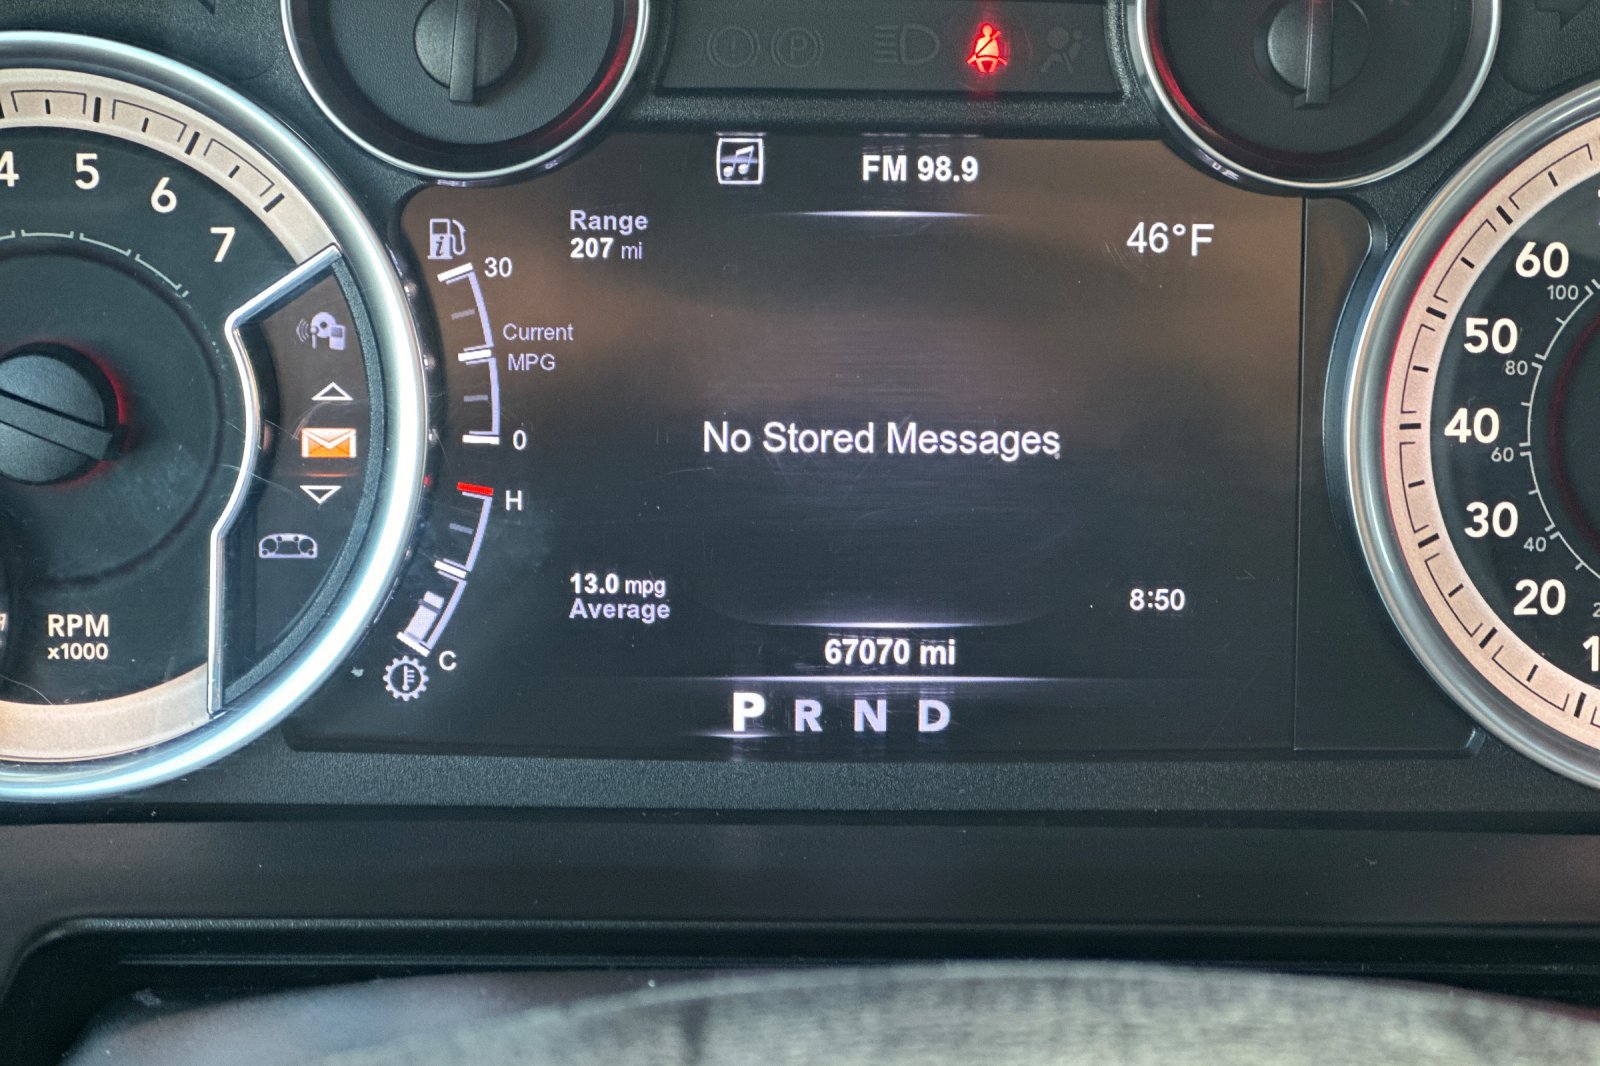 FM 98.9
Range
207 mi
46°F
30
Current
MPG
0
No Stored Messages
H
13.0 mpg
Average
8:50
C
67070 mi
P R N D
4 5 6 7
RPM
x1000
60
100
50
80
40
60
30
40
20
P
i